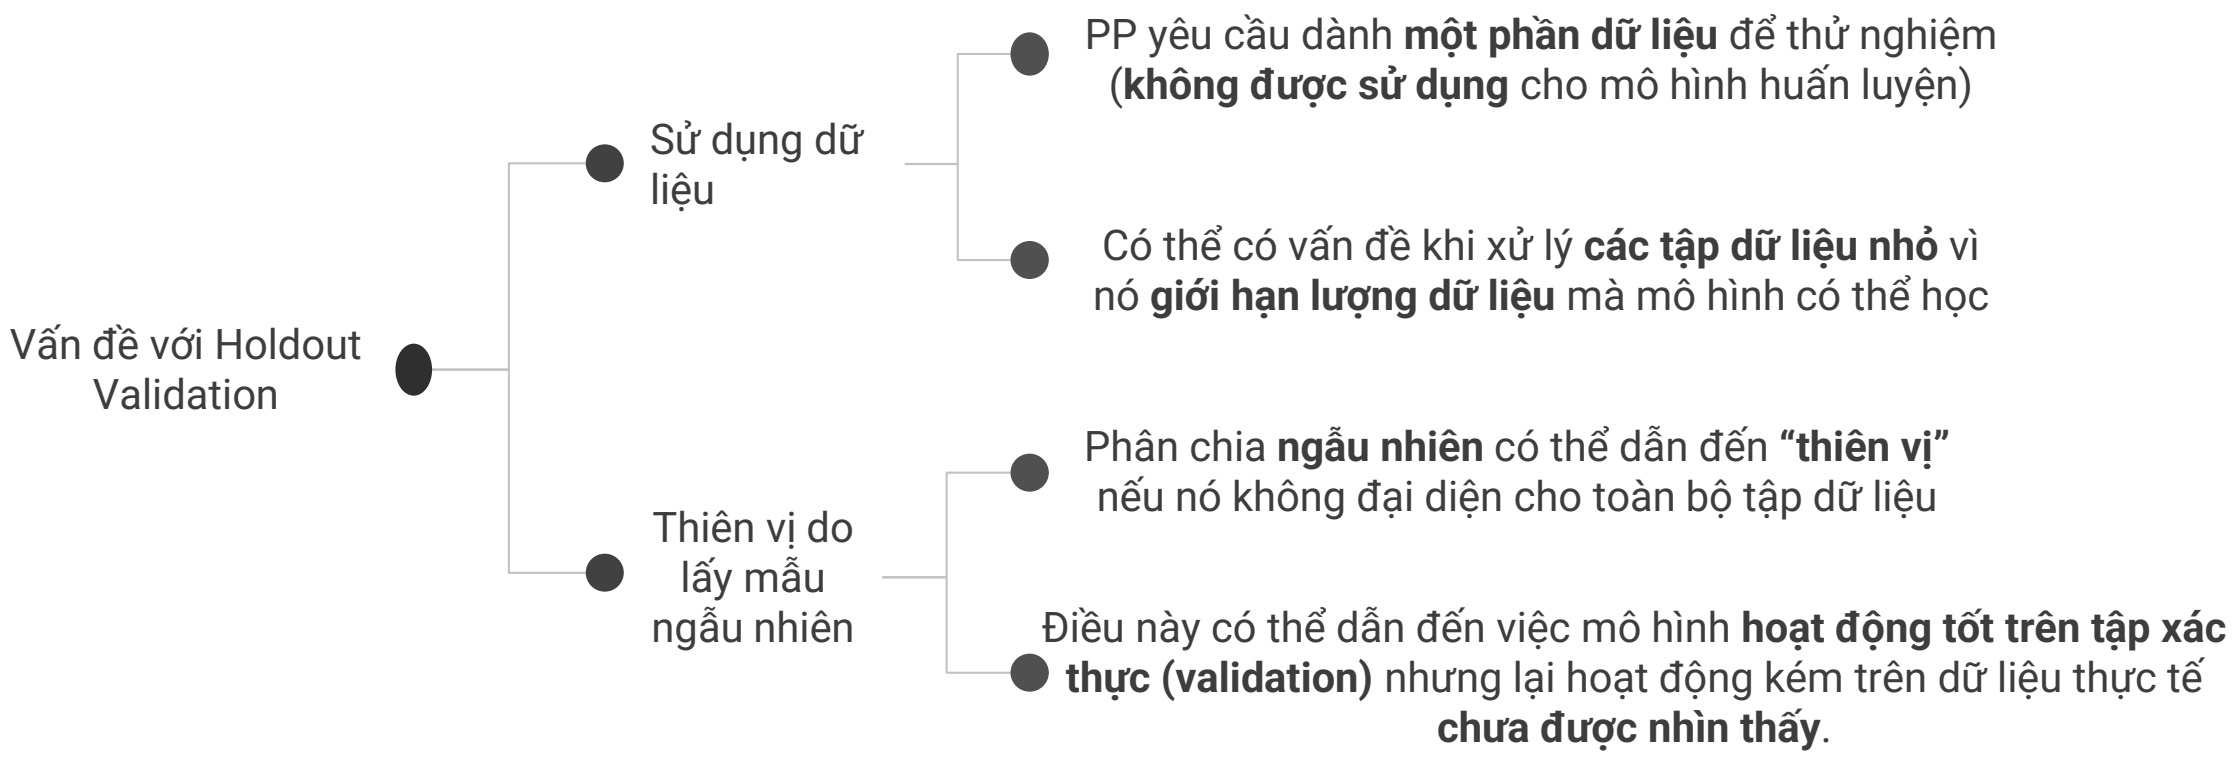 Vấn đề với Holdout
Validation
Sử dụng dữ
liệu
PP yêu cầu dành một phần dữ liệu để thử nghiệm
(không được sử dụng cho mô hình huấn luyện)
Có thể có vấn đề khi xử lý các tập dữ liệu nhỏ vì
nó giới hạn lượng dữ liệu mà mô hình có thể học
Thiên vị do
lấy mẫu
ngẫu nhiên
Phân chia ngẫu nhiên có thể dẫn đến “thiên vị”
nếu nó không đại diện cho toàn bộ tập dữ liệu
Điều này có thể dẫn đến việc mô hình hoạt động tốt trên tập xác
thực (validation) nhưng lại hoạt động kém trên dữ liệu thực tế
chưa được nhìn thấy.